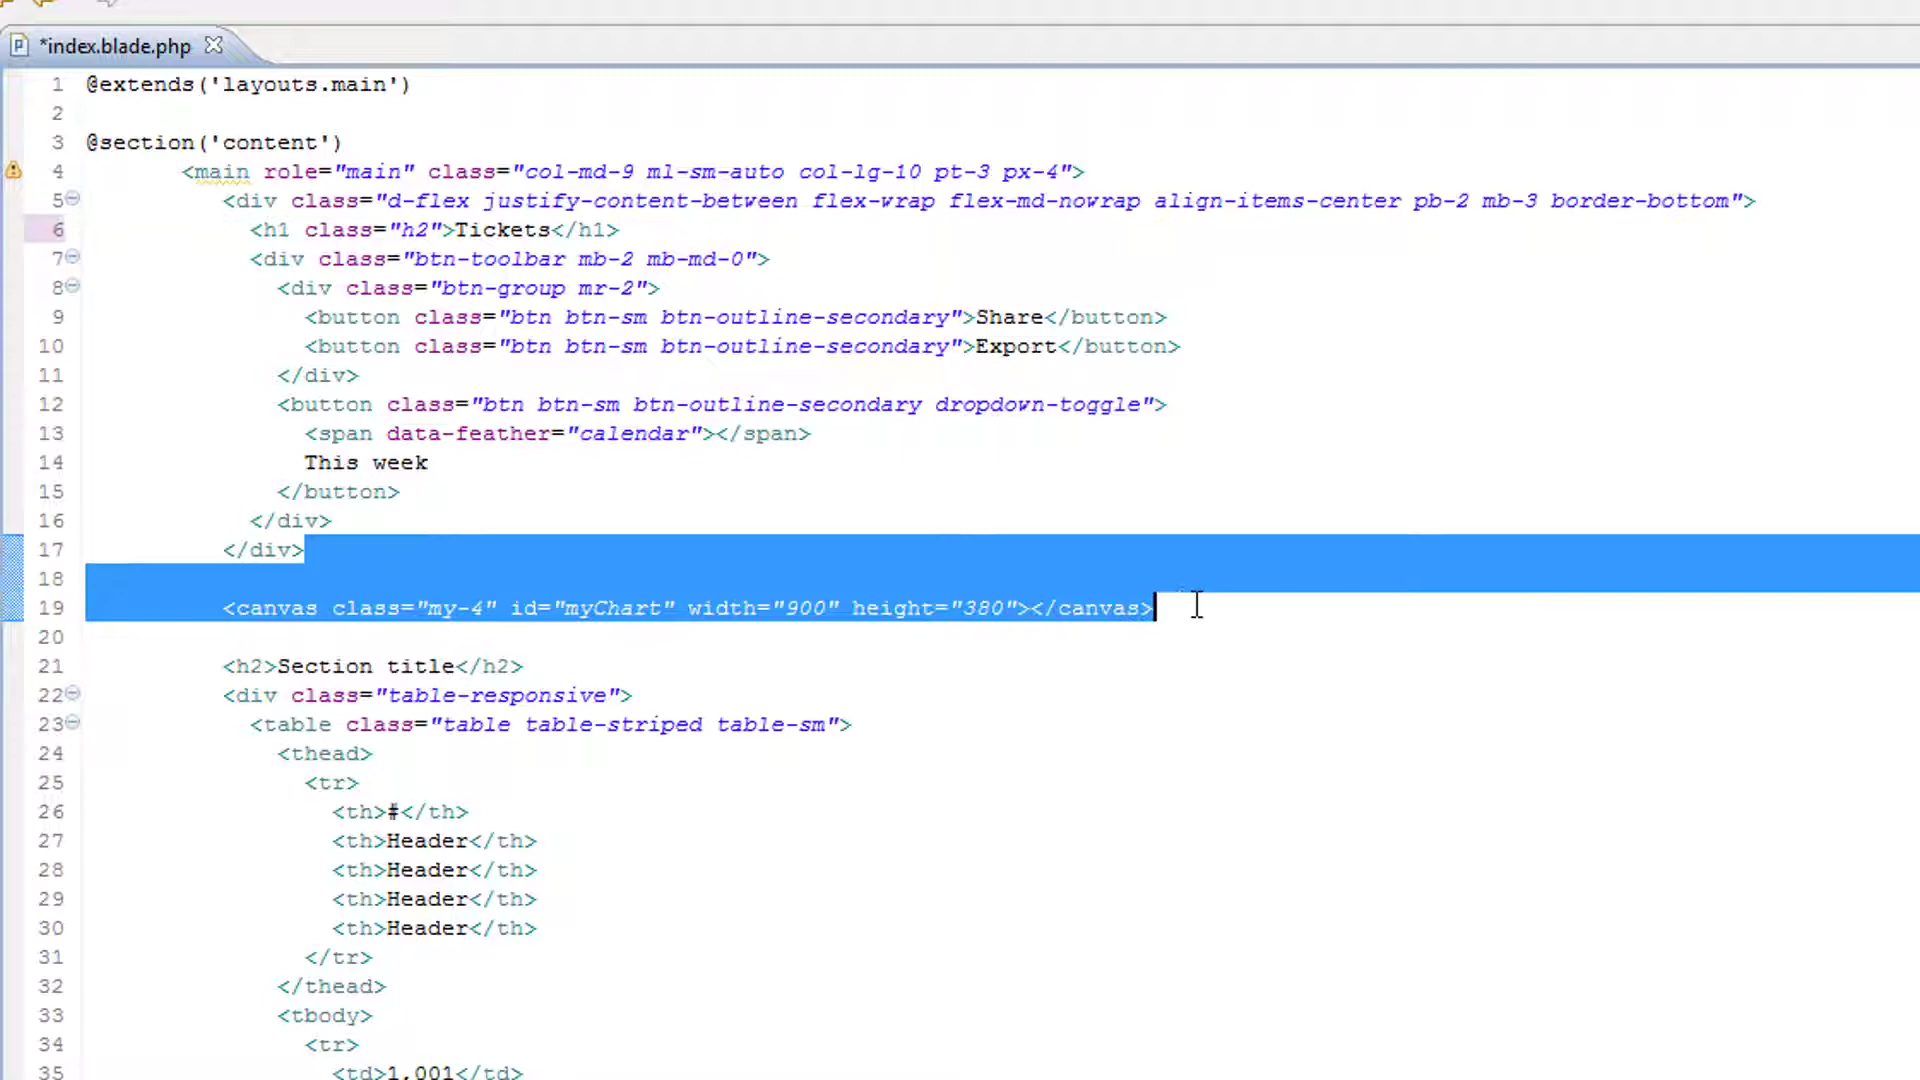 *index.blade.php
1 @extends('layouts.main')
2
3 @section('content')
4 <main role="main" class="col-md-9 ml-sm-auto col-lg-10 pt-3 px-4">
5 <div class="d-flex justify-content-between flex-wrap flex-md-nowrap align-items-center pb-2 mb-3 border-bottom">
6 <h1 class="h2">Tickets</h1>
7 <div class="btn-toolbar mb-2 mb-md-0">
8 <div class="btn-group mr-2">
9 <button class="btn btn-sm btn-outline-secondary">Share</button>
10 <button class="btn btn-sm btn-outline-secondary">Export</button>
11 </div>
12 <button class="btn btn-sm btn-outline-secondary dropdown-toggle">
13 <span data-feather="calendar"></span>
14 This week
15 </button>
16 </div>
17 </div>
18
19 <canvas class="my-4" id="myChart" width="900" height="380"></canvas>
20
21 <h2>Section title</h2>
22 <div class="table-responsive">
23 <table class="table table-striped table-sm">
24 <thead>
25 <tr>
26 <th>#</th>
27 <th>Header</th>
28 <th>Header</th>
29 <th>Header</th>
30 <th>Header</th>
31 </tr>
32 </thead>
33 <tbody>
34 <tr>
35 <td>1,001</td>